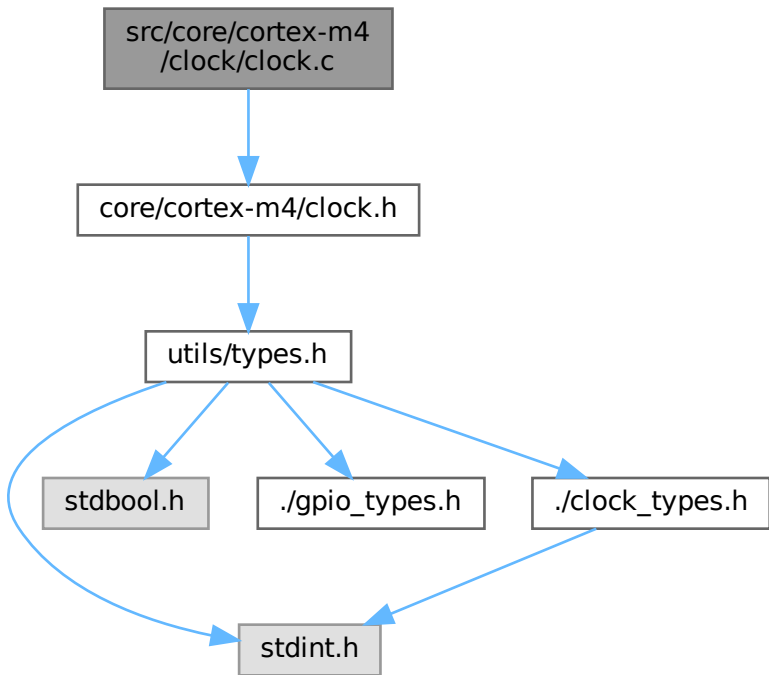 src/core/cortex-m4
/clock/clock.c
core/cortex-m4/clock.h
utils/types.h
stdbool.h
./gpio_types.h
./clock_types.h
stdint.h